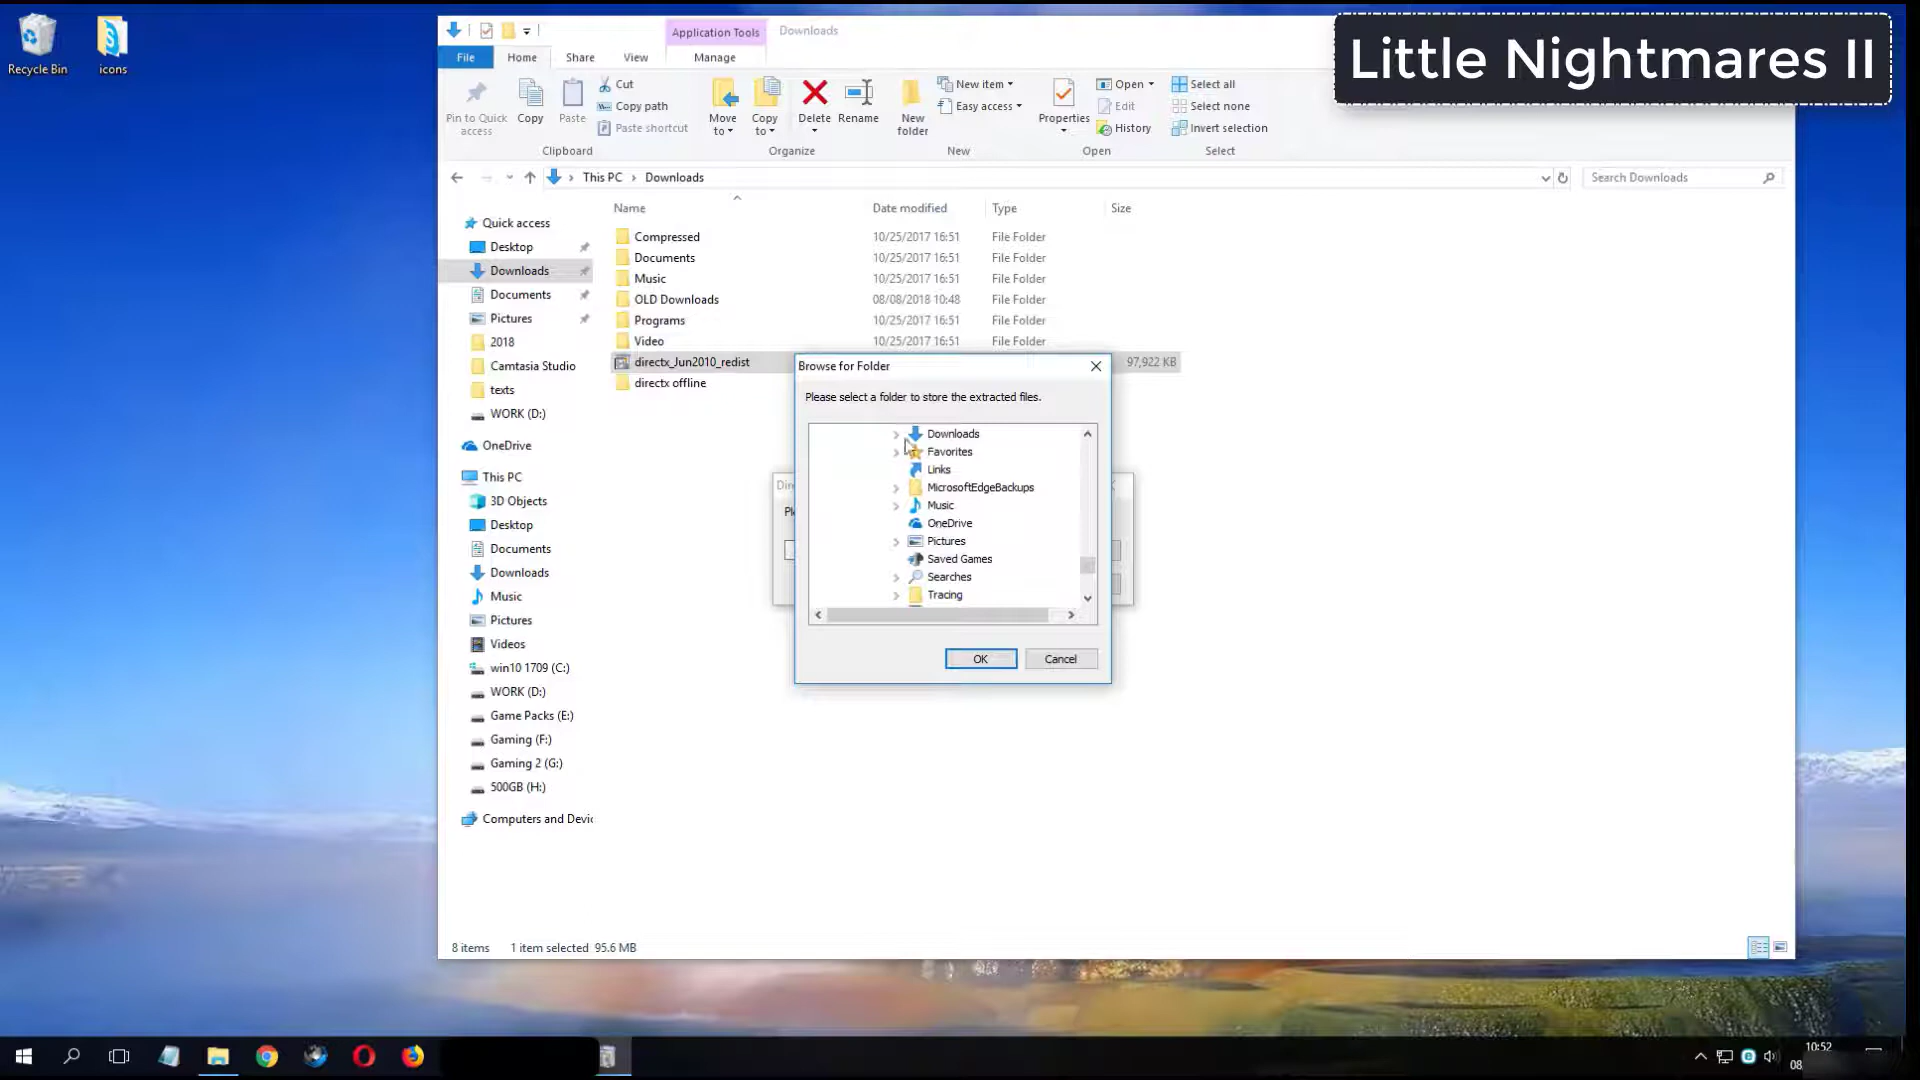 Little Nightmares II
Recycle Bin
icons
Application Tools
Downloads
File
Home
Share
View
Manage
Pin to Quick access
Copy
Paste
Cut
Copy path
Paste shortcut
Clipboard
Move to
Copy to
Delete
Rename
Organize
New folder
New item
Easy access
New
Properties
Open
Edit
History
Open
Select all
Select none
Invert selection
Select
This PC > Downloads
Search Downloads
Name Date modified Type Size
Compressed 10/25/2017 16:51 File Folder
Documents 10/25/2017 16:51 File Folder
Music 10/25/2017 16:51 File Folder
OLD Downloads 08/08/2018 10:48 File Folder
Programs 10/25/2017 16:51 File Folder
Video 10/25/2017 16:51 File Folder
directx_Jun2010_redist 97,922 KB
directx offline
Quick access
Desktop
Downloads
Documents
Pictures
2018
Camtasia Studio
texts
WORK (D:)
OneDrive
This PC
3D Objects
Desktop
Documents
Downloads
Music
Pictures
Videos
win10 1709 (C:)
WORK (D:)
Game Packs (E:)
Gaming (F:)
Gaming 2 (G:)
500GB (H:)
Computers and Devic
Browse for Folder
Please select a folder to store the extracted files.
Downloads
Favorites
Links
MicrosoftEdgeBackups
Music
OneDrive
Pictures
Saved Games
Searches
Tracing
OK
Cancel
8 items 1 item selected 95.6 MB
10:52